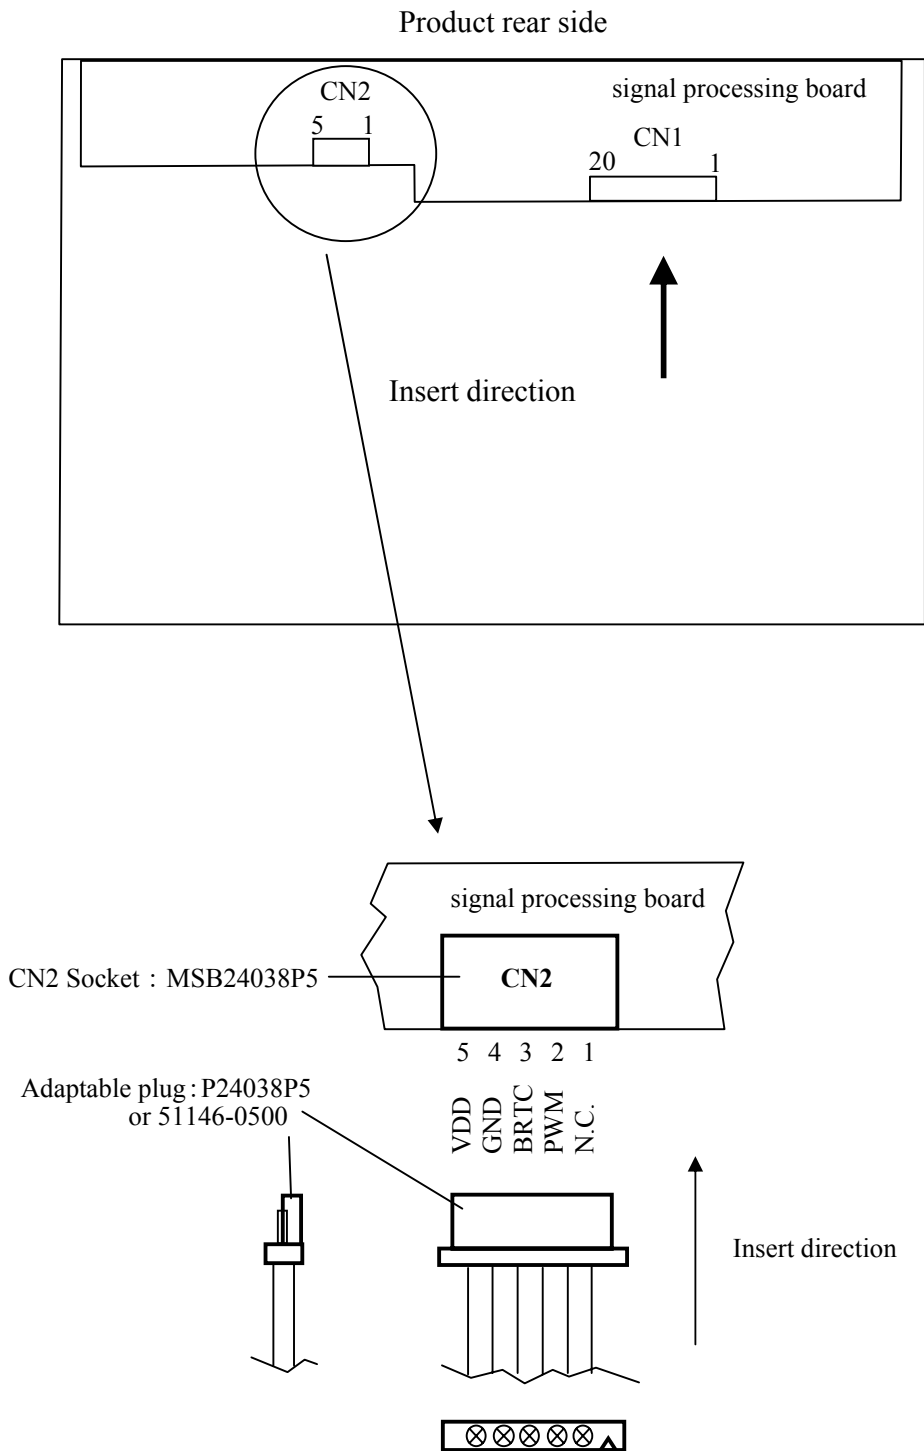 Product rear side
CN2
signal processing board
5 1
CN1
20 1
Insert direction
signal processing board
CN2 Socket : MSB24038P5
CN2
5 4 3 2 1
Adaptable plug : P24038P5
or 51146-0500
VDD
GND
BRTC
PWM
N.C.
Insert direction